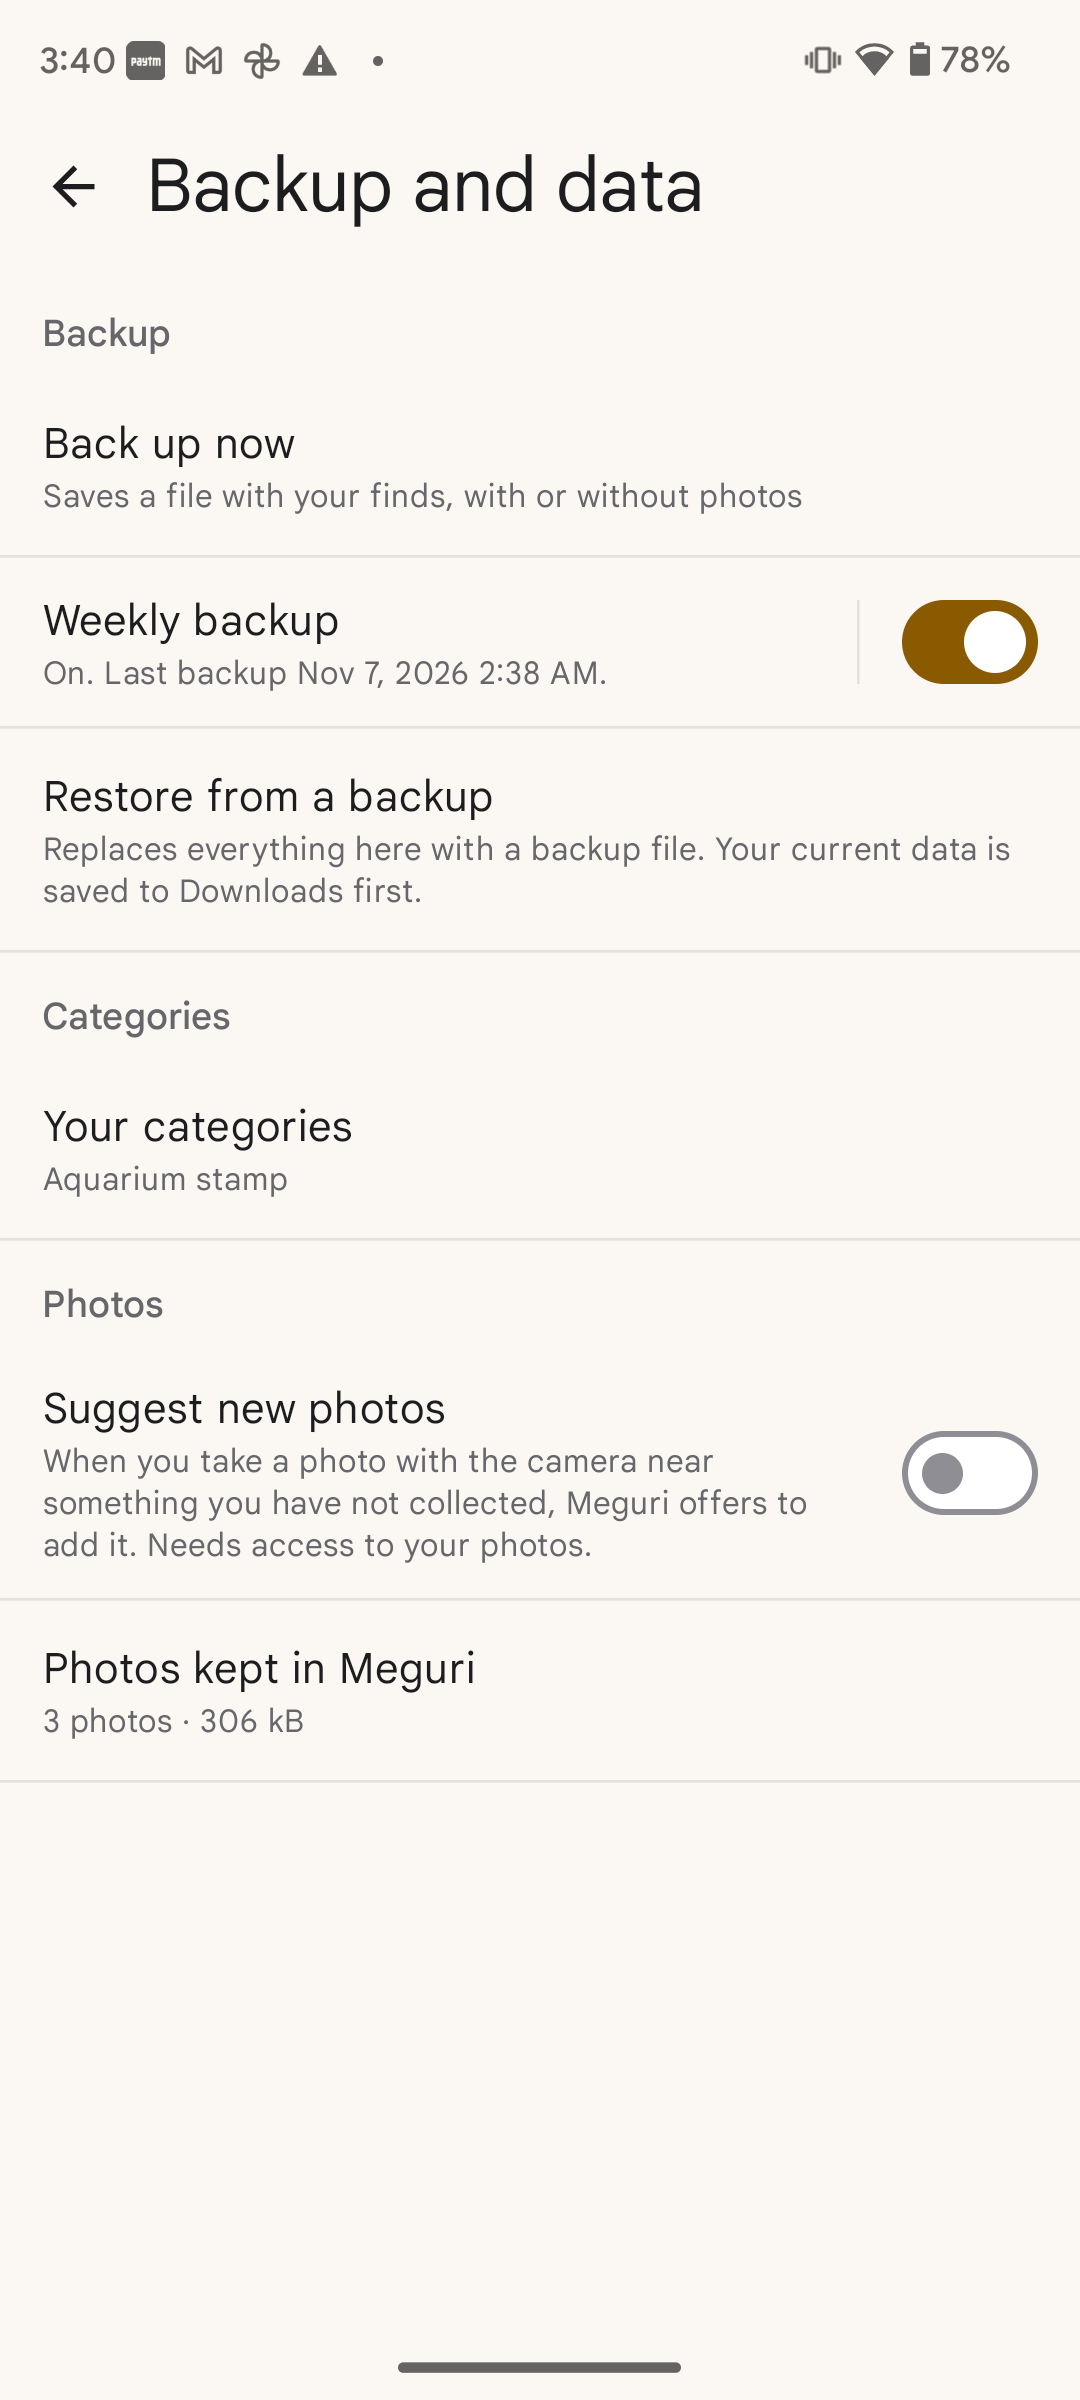 3:40
paytm
78%
Backup and data
Backup
Back up now
Saves a file with your finds, with or without photos
Weekly backup
On. Last backup Nov 7, 2026 2:38 AM.
Restore from a backup
Replaces everything here with a backup file. Your current data is
saved to Downloads first.
Categories
Your categories
Aquarium stamp
Photos
Suggest new photos
When you take a photo with the camera near
something you have not collected, Meguri offers to
add it. Needs access to your photos.
Photos kept in Meguri
3 photos · 306 kB